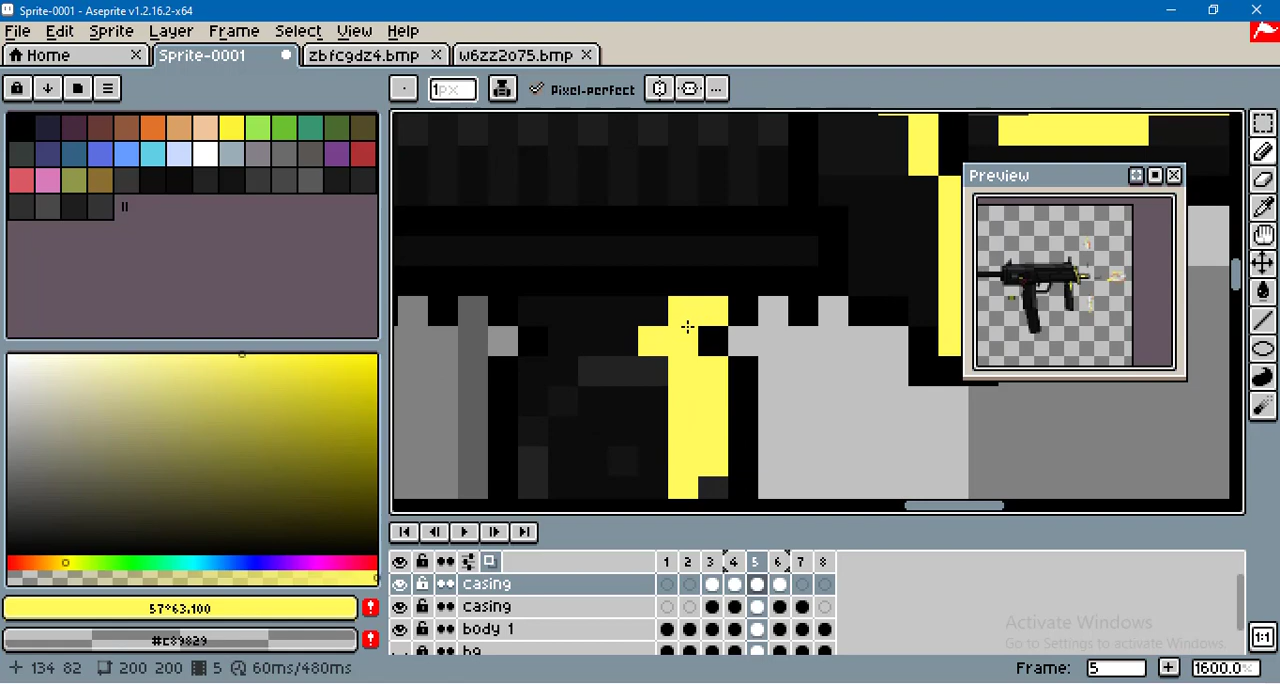 Sprite-0001 - Aseprite v1.2.16.2-x64
File Edit Sprite Layer Frame Select View Help
Home Sprite-0001 zbfcgdz4.bmp w6zz2o75.bmp
1px Pixel-perfect
Preview
1 2 3 4 5 6 7 8
casing
casing
body 1
bg
57°63,100
#c89829
Activate Windows
Go to Settings to activate Windows.
134 82 200 200 5 60ms/480ms Frame: 5 1600.0%
1:1